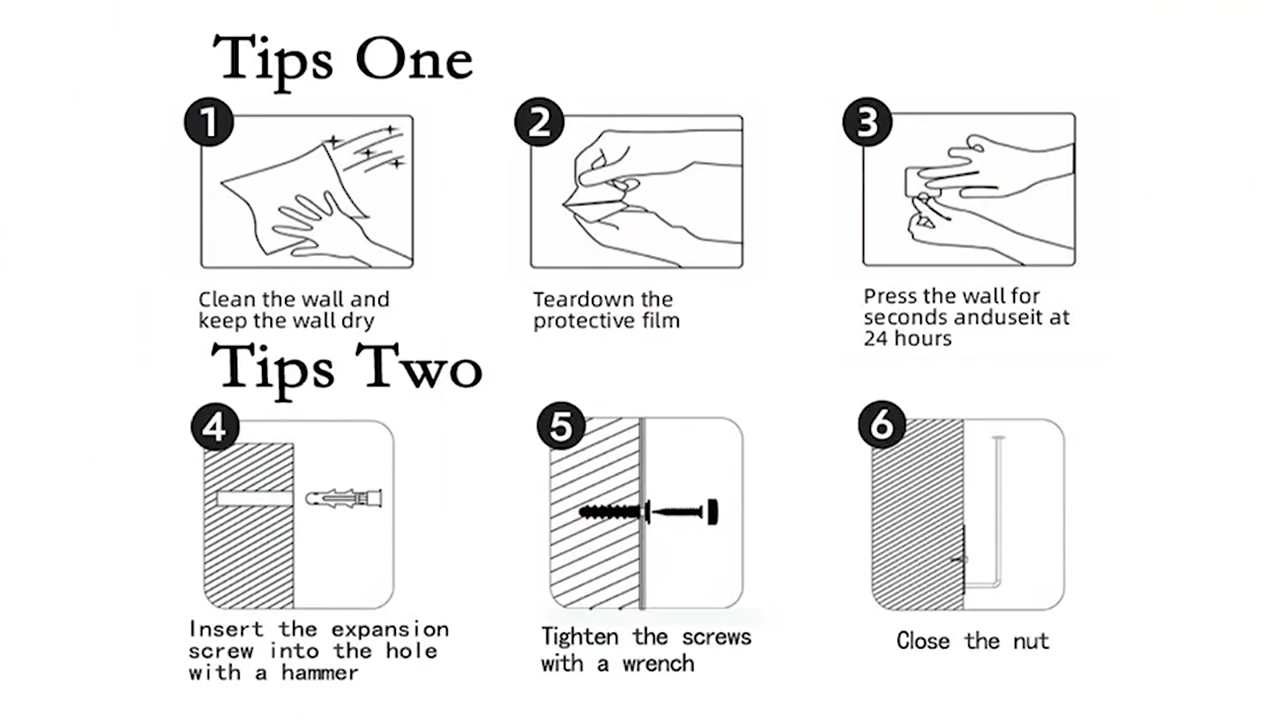 Tips One
1
2
3
Clean the wall and
keep the wall dry
Teardown the
protective film
Press the wall for
seconds anduseit at
24 hours
Tips Two
4
5
6
Insert the expansion
screw into the hole
with a hammer
Tighten the screws
with a wrench
Close the nut